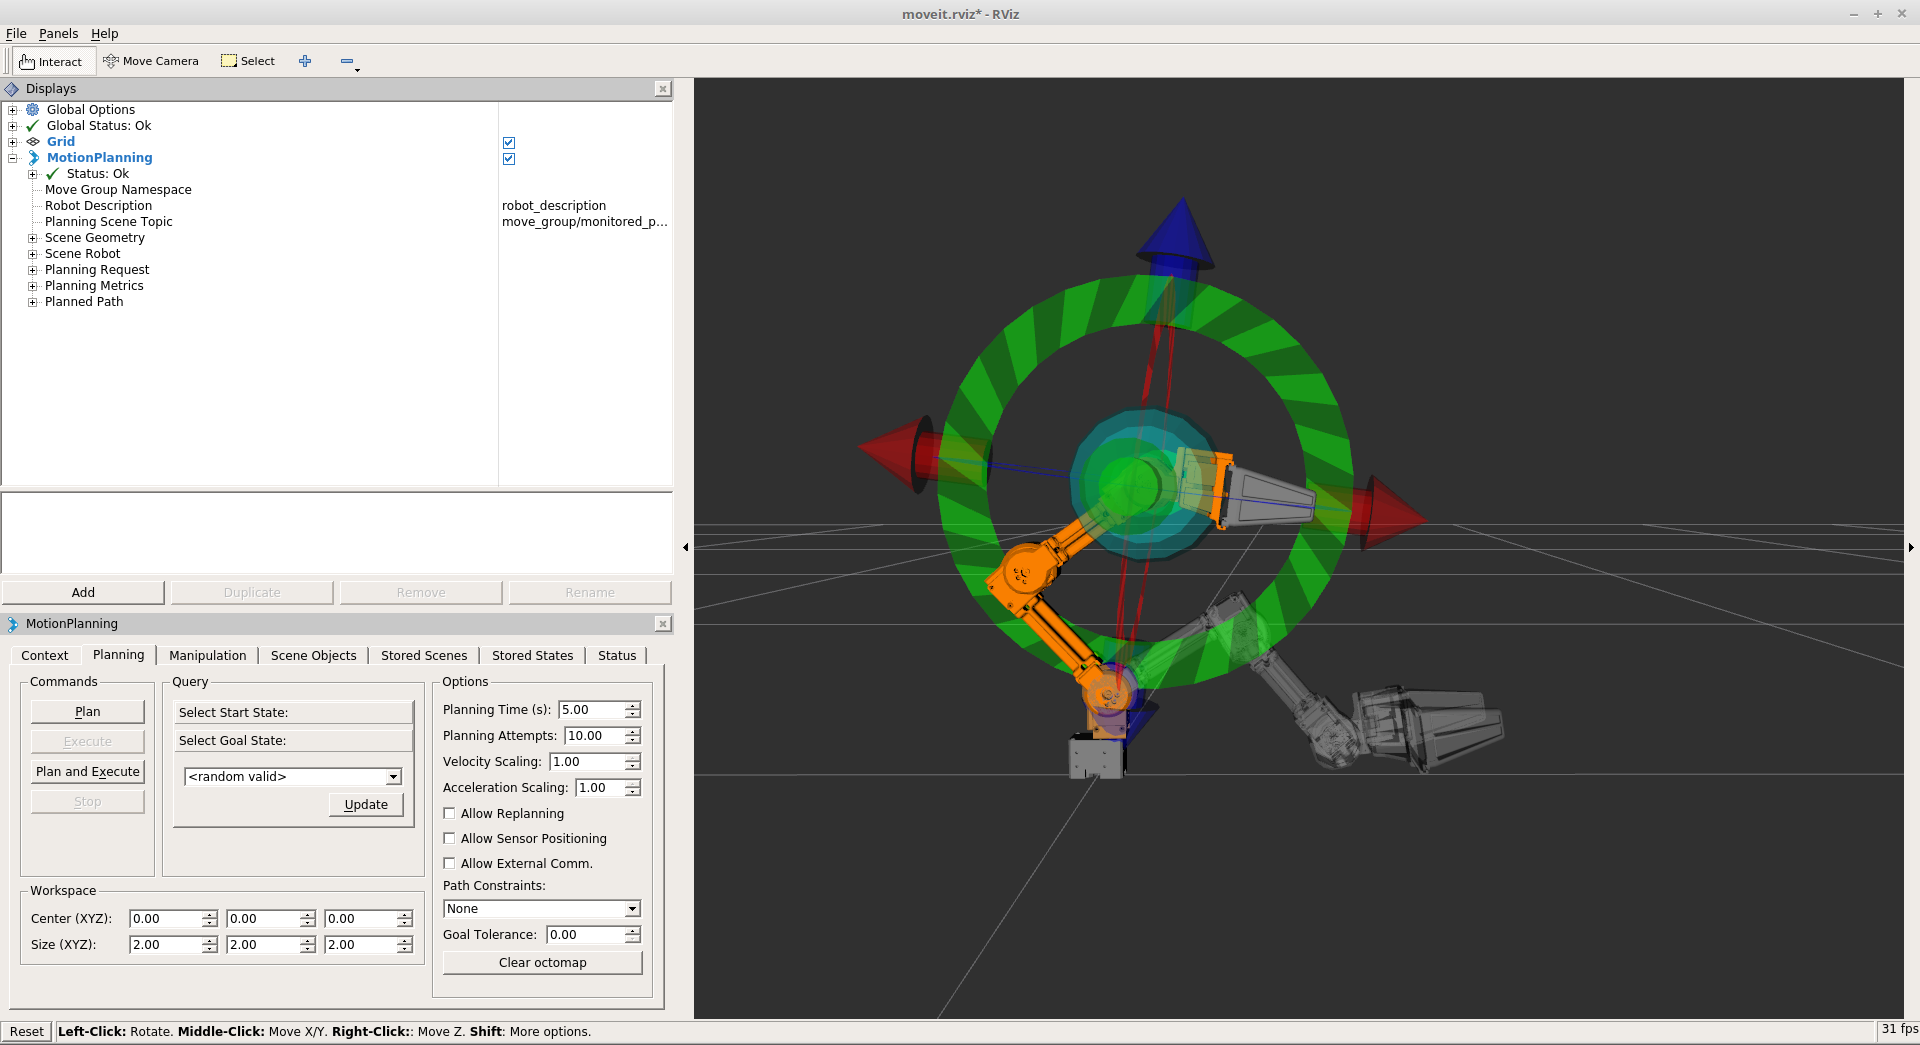 moveit.rviz* - RViz
File Panels Help
Interact Move Camera Select
Displays
Global Options
Global Status: Ok
Grid
MotionPlanning
Status: Ok
Move Group Namespace
Robot Description robot_description
Planning Scene Topic move_group/monitored_p...
Scene Geometry
Scene Robot
Planning Request
Planning Metrics
Planned Path
Add Duplicate Remove Rename
MotionPlanning
Context Planning Manipulation Scene Objects Stored Scenes Stored States Status
Commands
Plan
Execute
Plan and Execute
Stop
Query
Select Start State:
Select Goal State:
<random valid>
Update
Options
Planning Time (s): 5.00
Planning Attempts: 10.00
Velocity Scaling: 1.00
Acceleration Scaling: 1.00
Allow Replanning
Allow Sensor Positioning
Allow External Comm.
Path Constraints:
None
Goal Tolerance: 0.00
Clear octomap
Workspace
Center (XYZ): 0.00 0.00 0.00
Size (XYZ): 2.00 2.00 2.00
Reset Left-Click: Rotate. Middle-Click: Move X/Y. Right-Click:: Move Z. Shift: More options. 31 fps